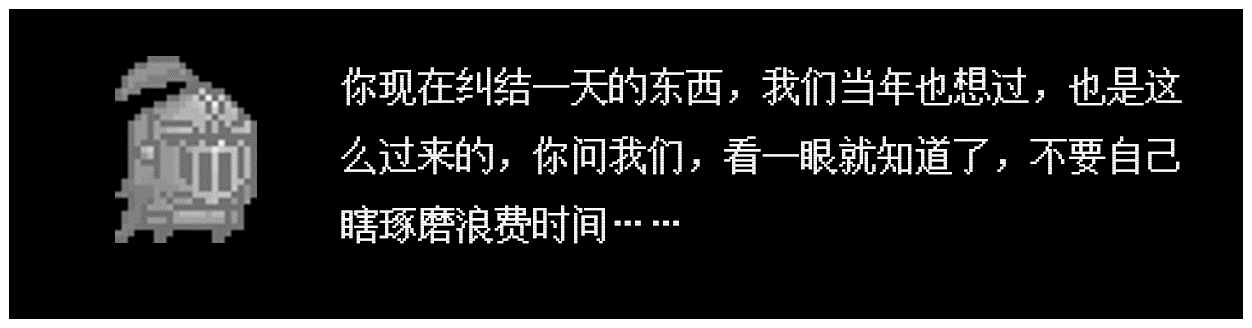 你现在纠结一天的东西，我们当年也想过，也是这
么过来的，你问我们，看一眼就知道了，不要自己
瞎琢磨浪费时间……